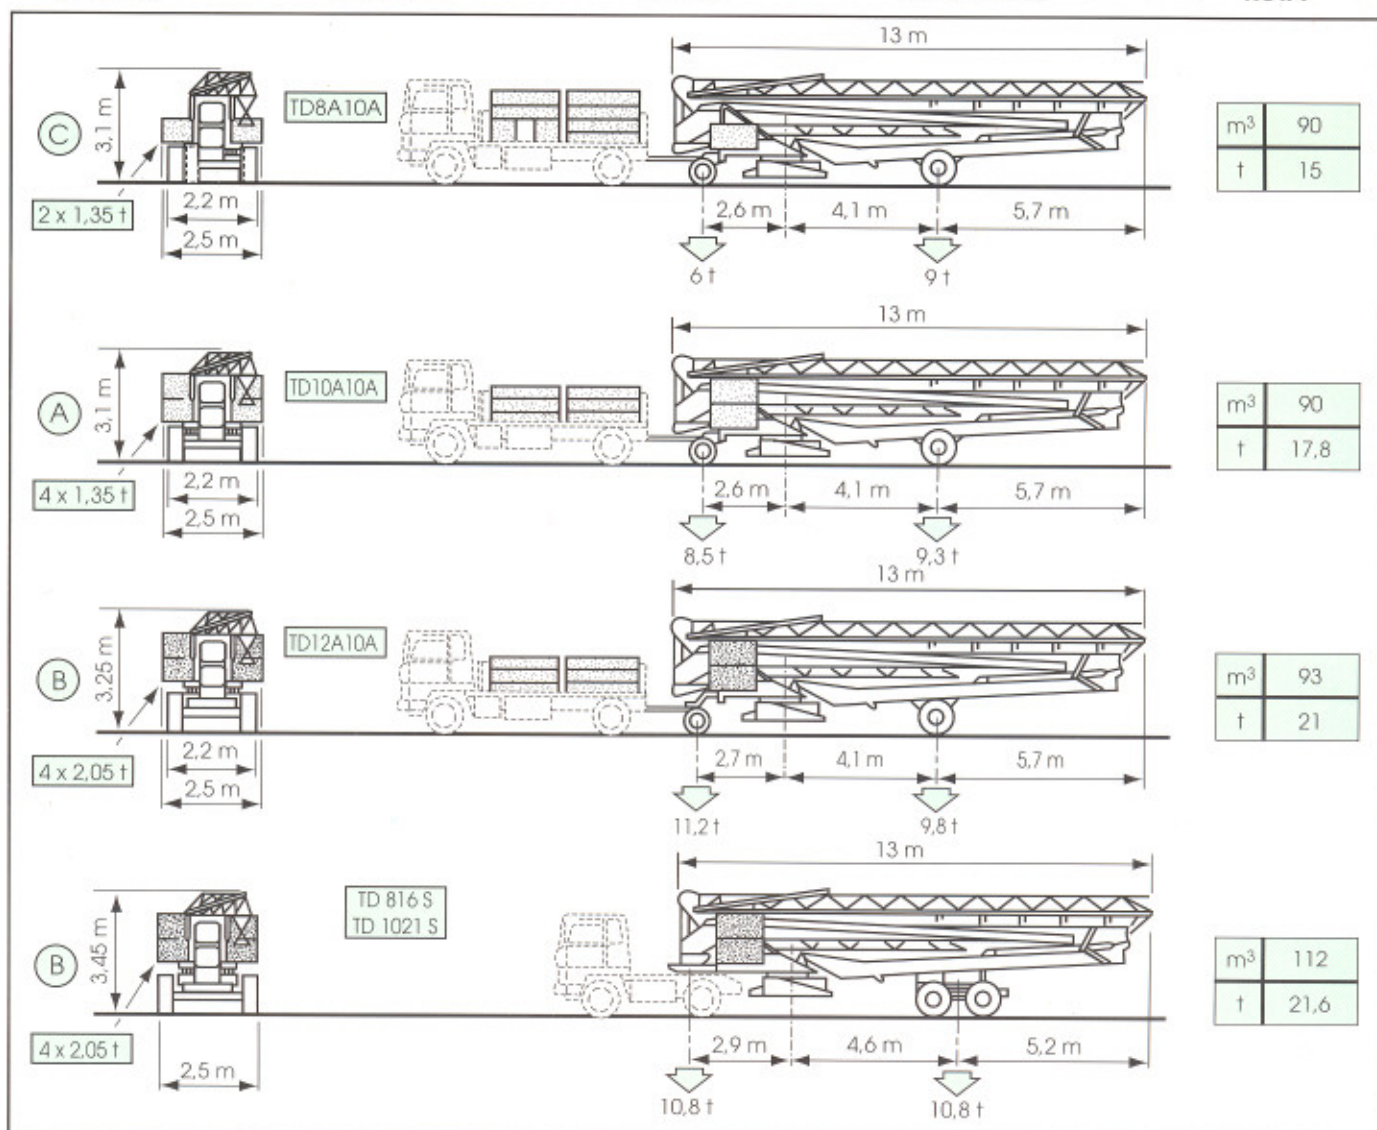 13 m
C
3,1 m
TD8A10A
m³ 90
t 15
2 x 1,35 t
2,2 m
2,5 m
2,6 m
4,1 m
5,7 m
6 t
9 t
13 m
A
3,1 m
TD10A10A
m³ 90
t 17,8
4 x 1,35 t
2,2 m
2,5 m
2,6 m
4,1 m
5,7 m
8,5 t
9,3 t
13 m
B
3,25 m
TD12A10A
m³ 93
t 21
4 x 2,05 t
2,2 m
2,5 m
2,7 m
4,1 m
5,7 m
11,2 t
9,8 t
13 m
B
3,45 m
TD 816 S
TD 1021 S
m³ 112
t 21,6
4 x 2,05 t
2,5 m
2,9 m
4,6 m
5,2 m
10,8 t
10,8 t